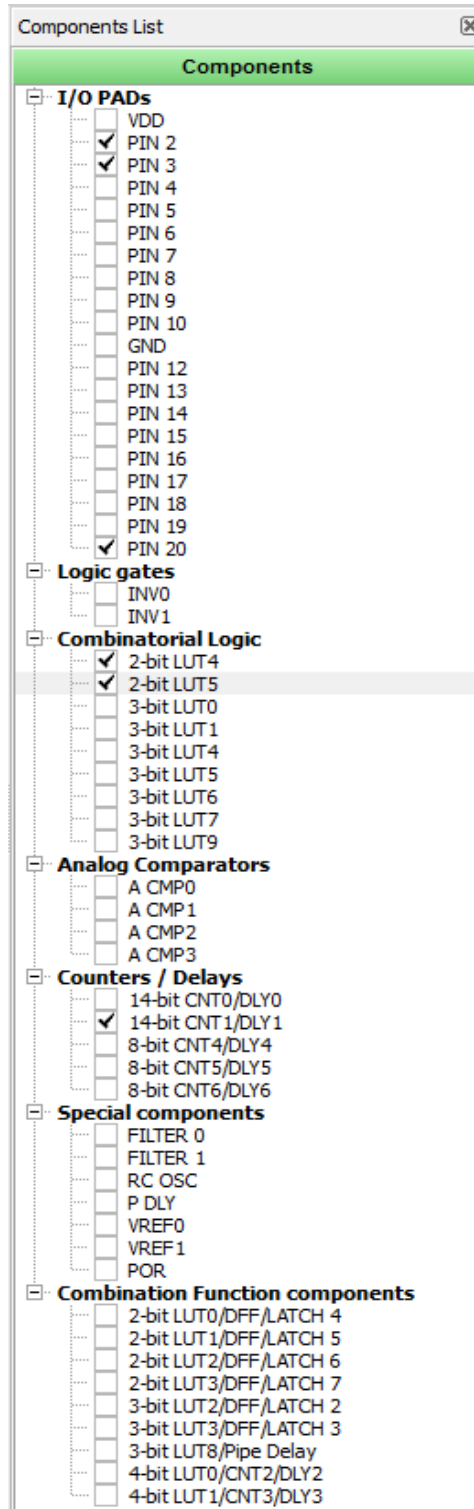 Components List
Components
I/O PADs
VDD
PIN 2
PIN 3
PIN 4
PIN 5
PIN 6
PIN 7
PIN 8
PIN 9
PIN 10
GND
PIN 12
PIN 13
PIN 14
PIN 15
PIN 16
PIN 17
PIN 18
PIN 19
PIN 20
Logic gates
INV0
INV1
Combinatorial Logic
2-bit LUT4
2-bit LUT5
3-bit LUT0
3-bit LUT1
3-bit LUT4
3-bit LUT5
3-bit LUT6
3-bit LUT7
3-bit LUT9
Analog Comparators
A CMP0
A CMP1
A CMP2
A CMP3
Counters / Delays
14-bit CNT0/DLY0
14-bit CNT1/DLY1
8-bit CNT4/DLY4
8-bit CNT5/DLY5
8-bit CNT6/DLY6
Special components
FILTER 0
FILTER 1
RC OSC
P DLY
VREF0
VREF1
POR
Combination Function components
2-bit LUT0/DFF/LATCH 4
2-bit LUT1/DFF/LATCH 5
2-bit LUT2/DFF/LATCH 6
2-bit LUT3/DFF/LATCH 7
3-bit LUT2/DFF/LATCH 2
3-bit LUT3/DFF/LATCH 3
3-bit LUT8/Pipe Delay
4-bit LUT0/CNT2/DLY2
4-bit LUT1/CNT3/DLY3